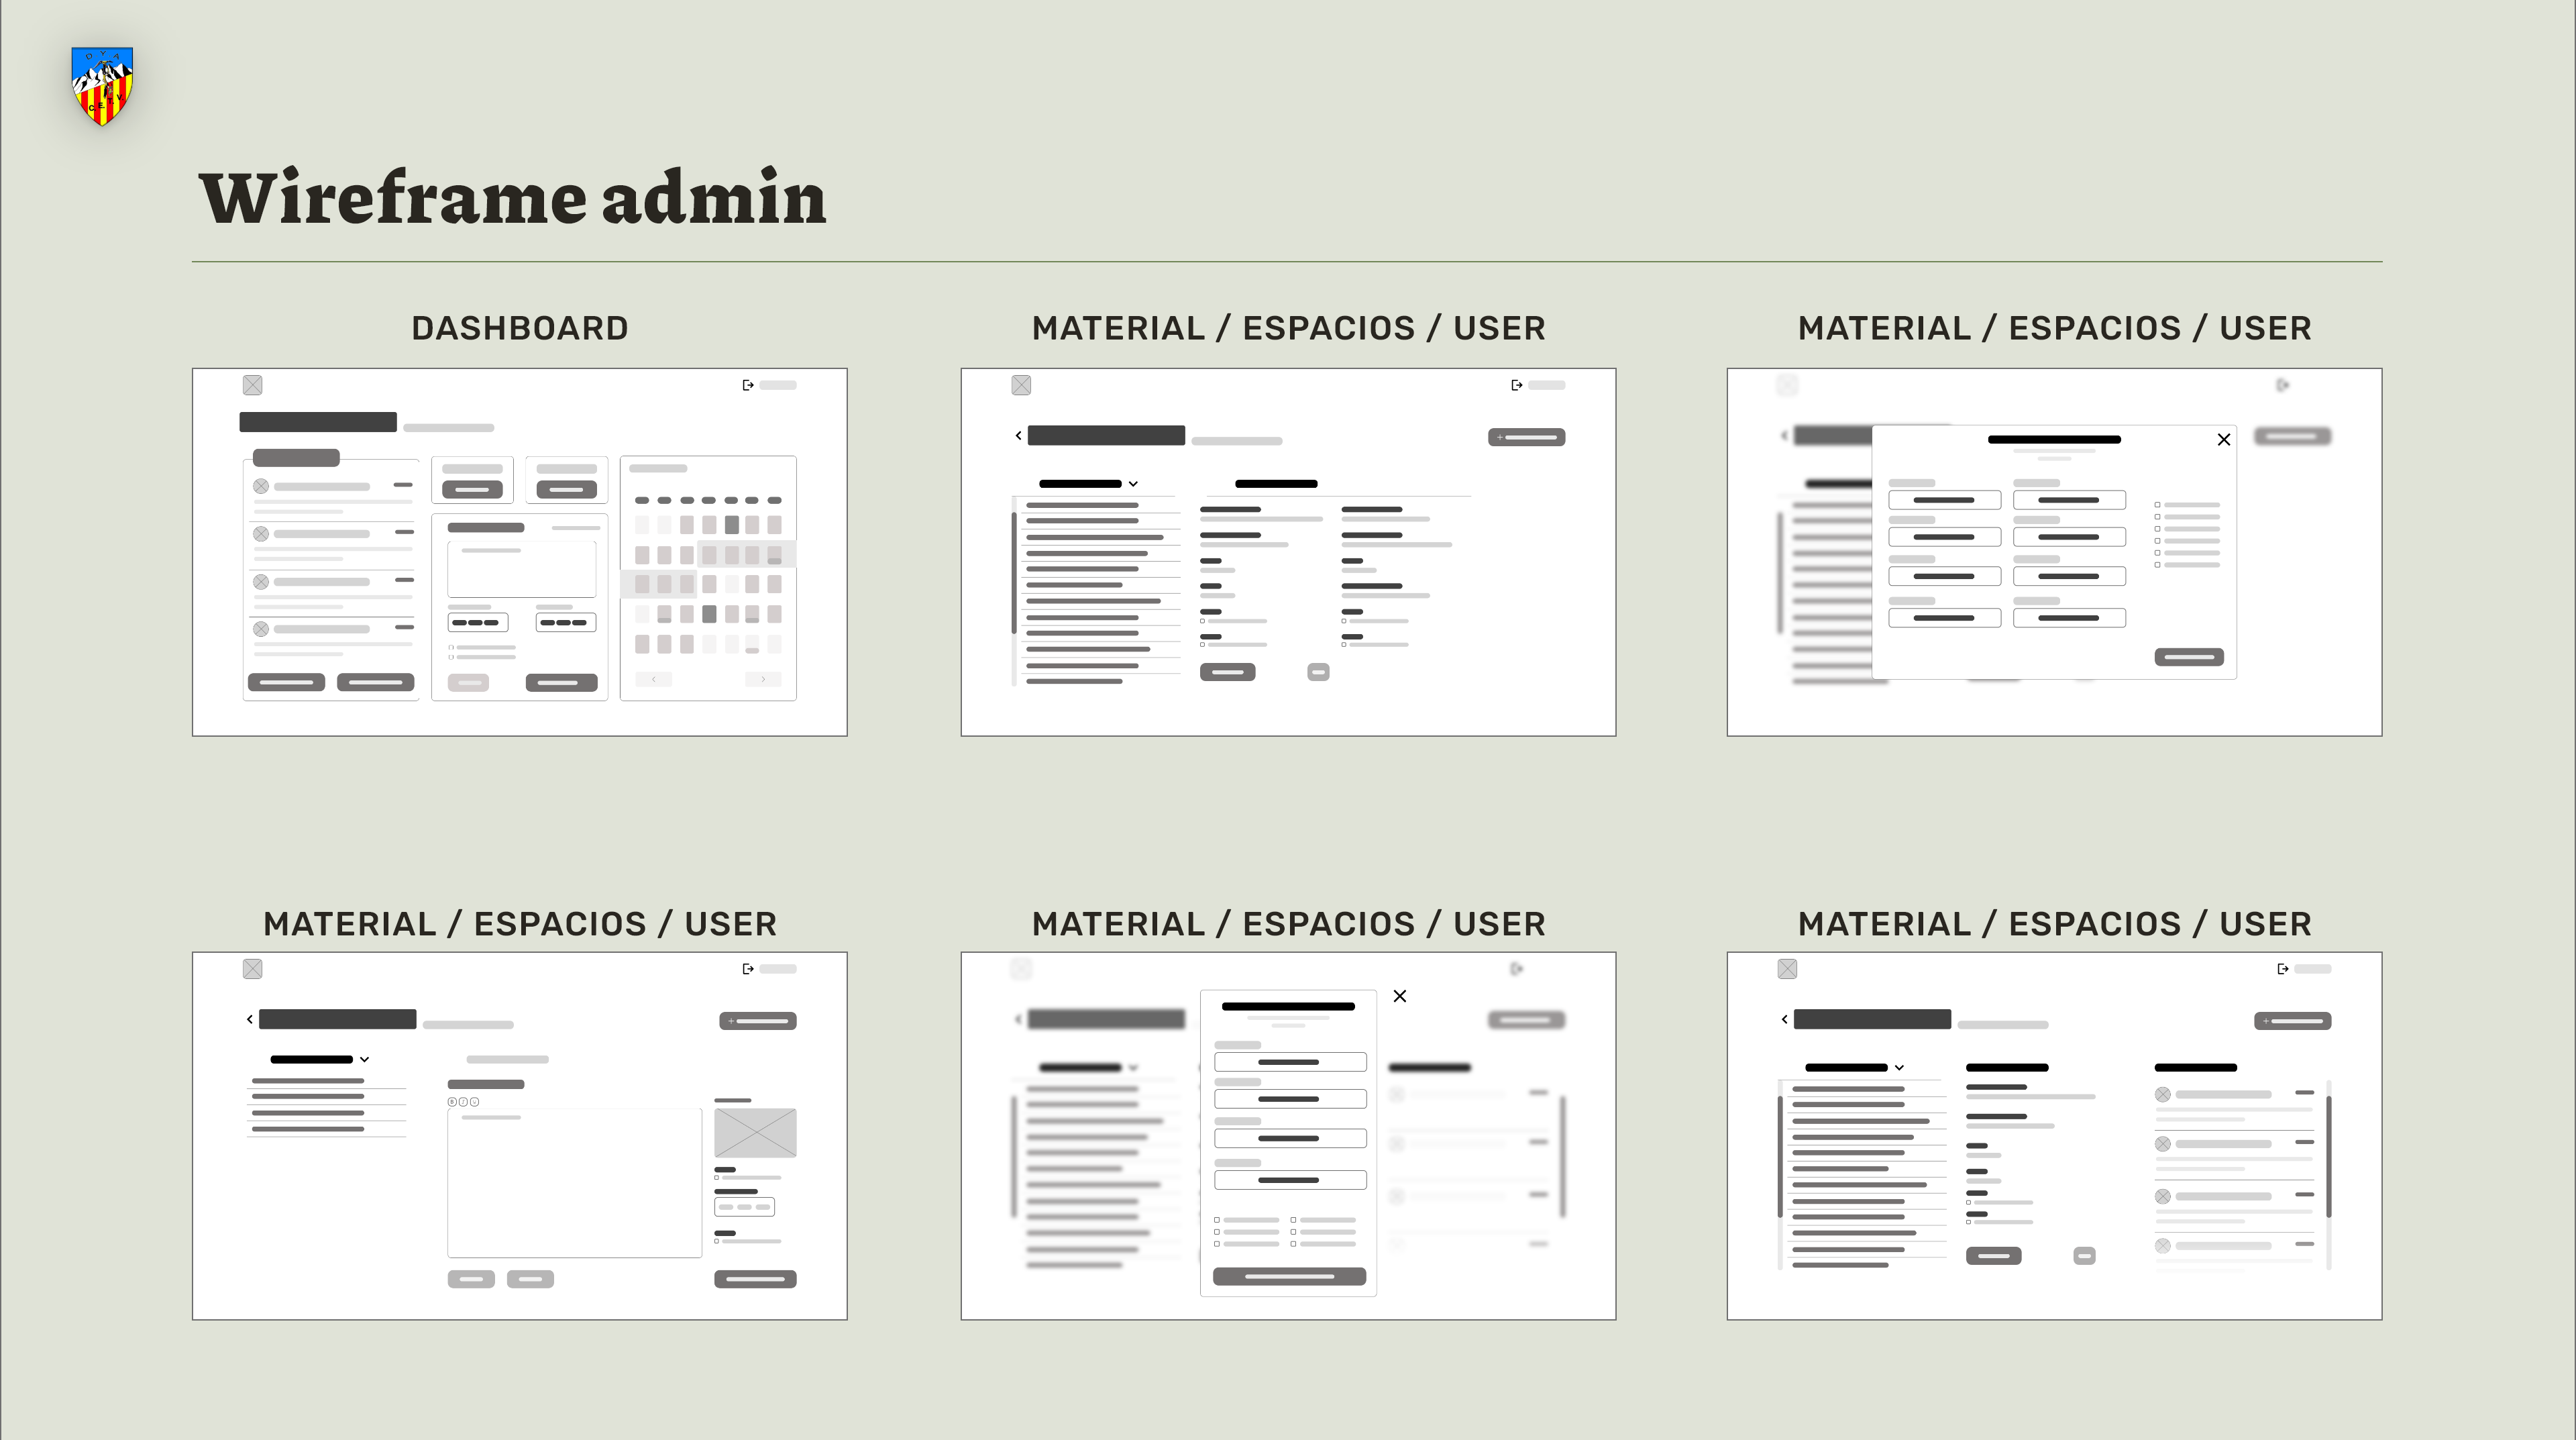 U Y A
C. E. T. V.
Wireframe admin
DASHBOARD
MATERIAL / ESPACIOS / USER
MATERIAL / ESPACIOS / USER
MATERIAL / ESPACIOS / USER
MATERIAL / ESPACIOS / USER
MATERIAL / ESPACIOS / USER
B I U